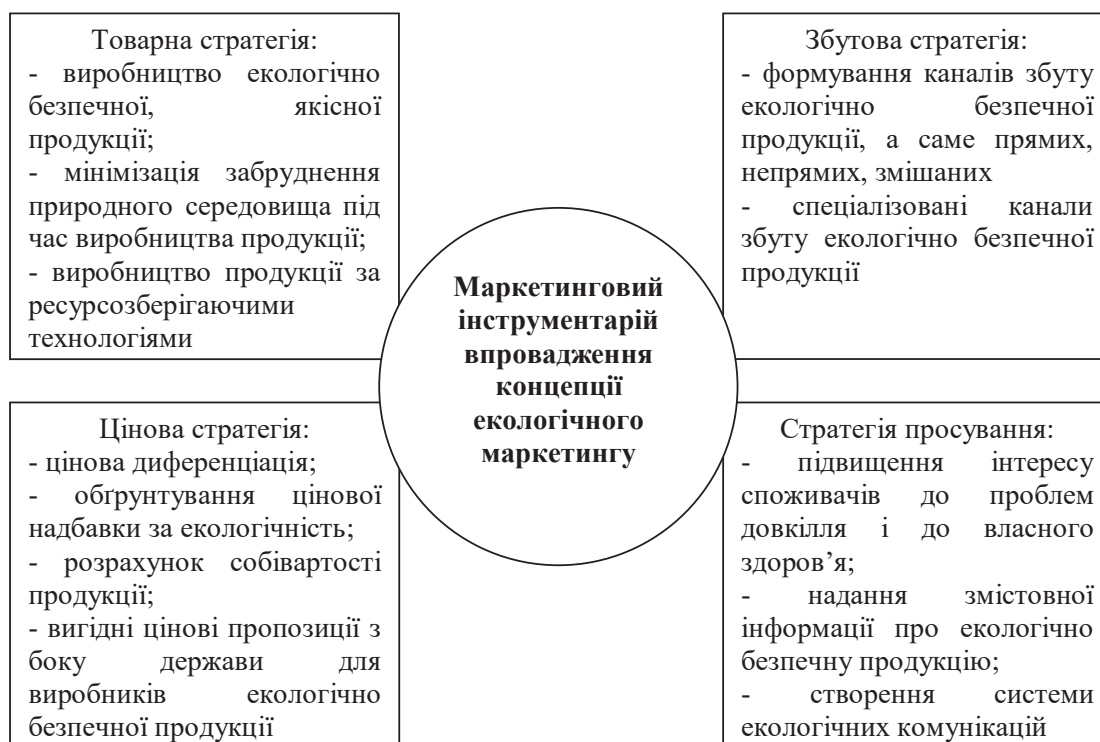 Товарна стратегія:
- виробництво екологічно
безпечної, якісної
продукції;
- мінімізація забруднення
природного середовища під
час виробництва продукції;
- виробництво продукції за
ресурсозберігаючими
технологіями
Збутова стратегія:
- формування каналів збуту
екологічно безпечної
продукції, а саме прямих,
непрямих, змішаних
- спеціалізовані канали
збуту екологічно безпечної
продукції
Маркетинговий
інструментарій
впровадження
концепції
екологічного
маркетингу
Цінова стратегія:
- цінова диференціація;
- обґрунтування цінової
надбавки за екологічність;
- розрахунок собівартості
продукції;
- вигідні цінові пропозиції з
боку держави для
виробників екологічно
безпечної продукції
Стратегія просування:
- підвищення інтересу
споживачів до проблем
довкілля і до власного
здоров’я;
- надання змістовної
інформації про екологічно
безпечну продукцію;
- створення системи
екологічних комунікацій